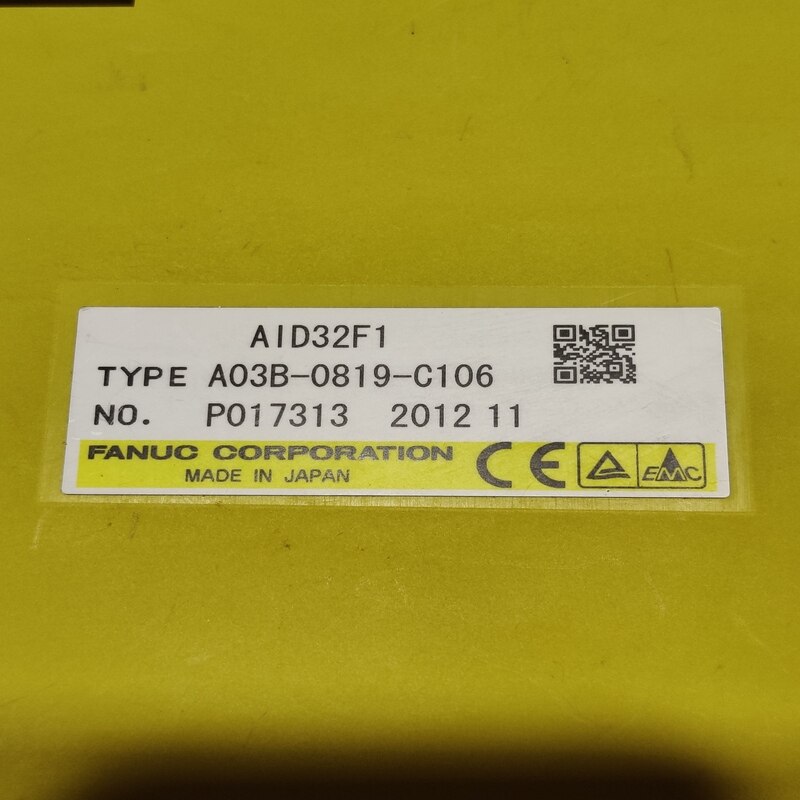 AID32F1
TYPE A03B-0819-C106
NO. P017313 2012 11
FANUC CORPORATION
MADE IN JAPAN
CE
EMC